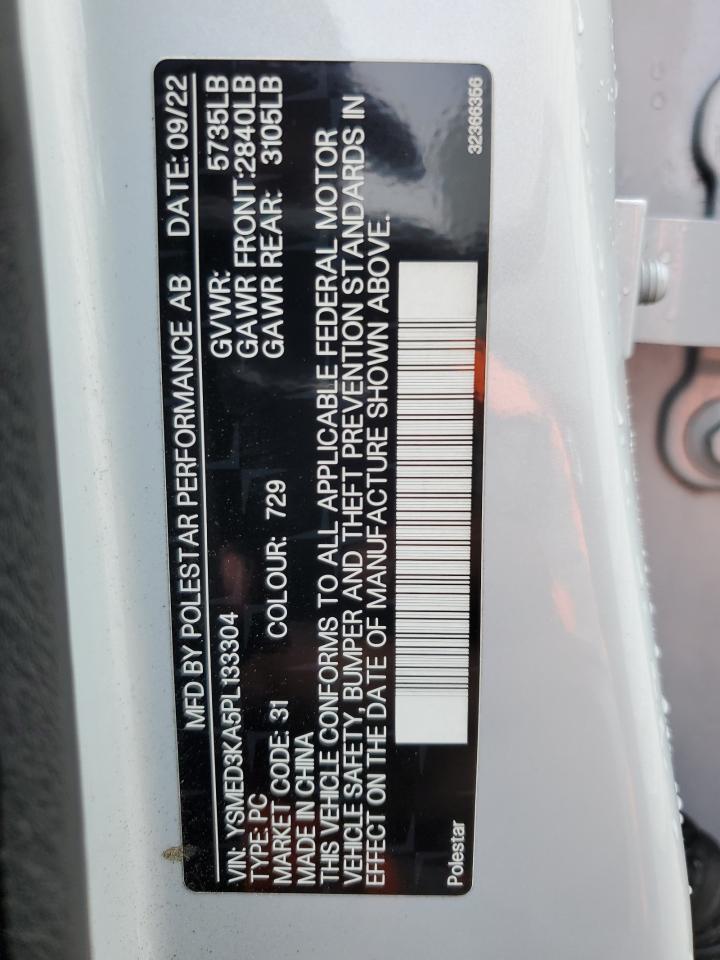 MFD BY POLESTAR PERFORMANCE AB DATE: 09/22
VIN: YSMED3KA5PL133304 GVWR: 5735LB
TYPE: PC GAWR FRONT:2840LB
MARKET CODE: 31 COLOUR: 729 GAWR REAR: 3105LB
MADE IN CHINA
THIS VEHICLE CONFORMS TO ALL APPLICABLE FEDERAL MOTOR
VEHICLE SAFETY, BUMPER AND THEFT PREVENTION STANDARDS IN
EFFECT ON THE DATE OF MANUFACTURE SHOWN ABOVE.
Polestar 32366356